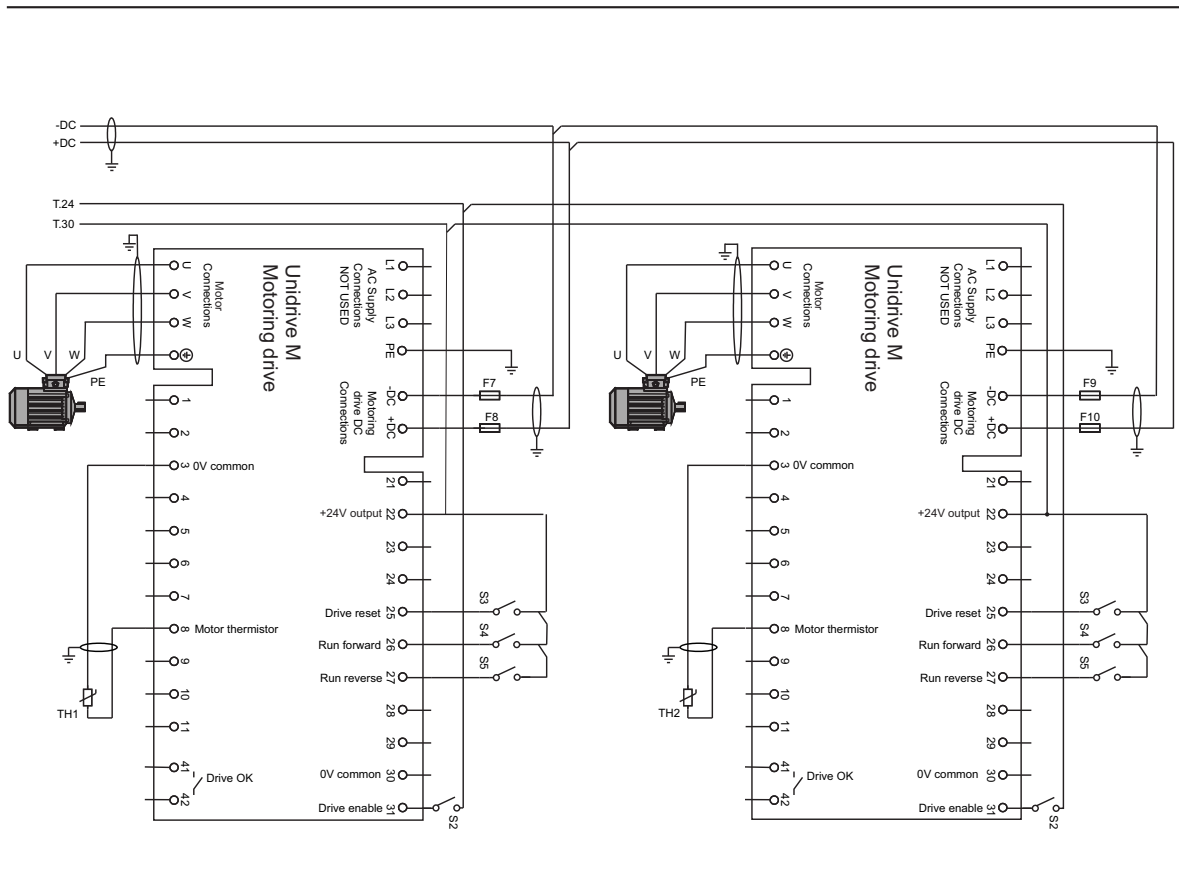 -DC
+DC
T.24
T.30
U
V
W
Motor
Connections
Unidrive M
Motoring drive
AC Supply
Connections
NOT USED
L1
L2
L3
PE
U
V
W
PE
Motoring
drive DC
Connections
-DC
+DC
F7
F8
1
2
3 0V common
4
5
6
7
8 Motor thermistor
9
10
11
41
42
Drive OK
TH1
21
+24V output 22
23
24
Drive reset 25
Run forward 26
Run reverse 27
28
29
0V common 30
Drive enable 31
S3
S4
S5
S2
U
V
W
Motor
Connections
Unidrive M
Motoring drive
AC Supply
Connections
NOT USED
L1
L2
L3
PE
U
V
W
PE
Motoring
drive DC
Connections
-DC
+DC
F9
F10
1
2
3 0V common
4
5
6
7
8 Motor thermistor
9
10
11
41
42
Drive OK
TH2
21
+24V output 22
23
24
Drive reset 25
Run forward 26
Run reverse 27
28
29
0V common 30
Drive enable 31
S3
S4
S5
S2